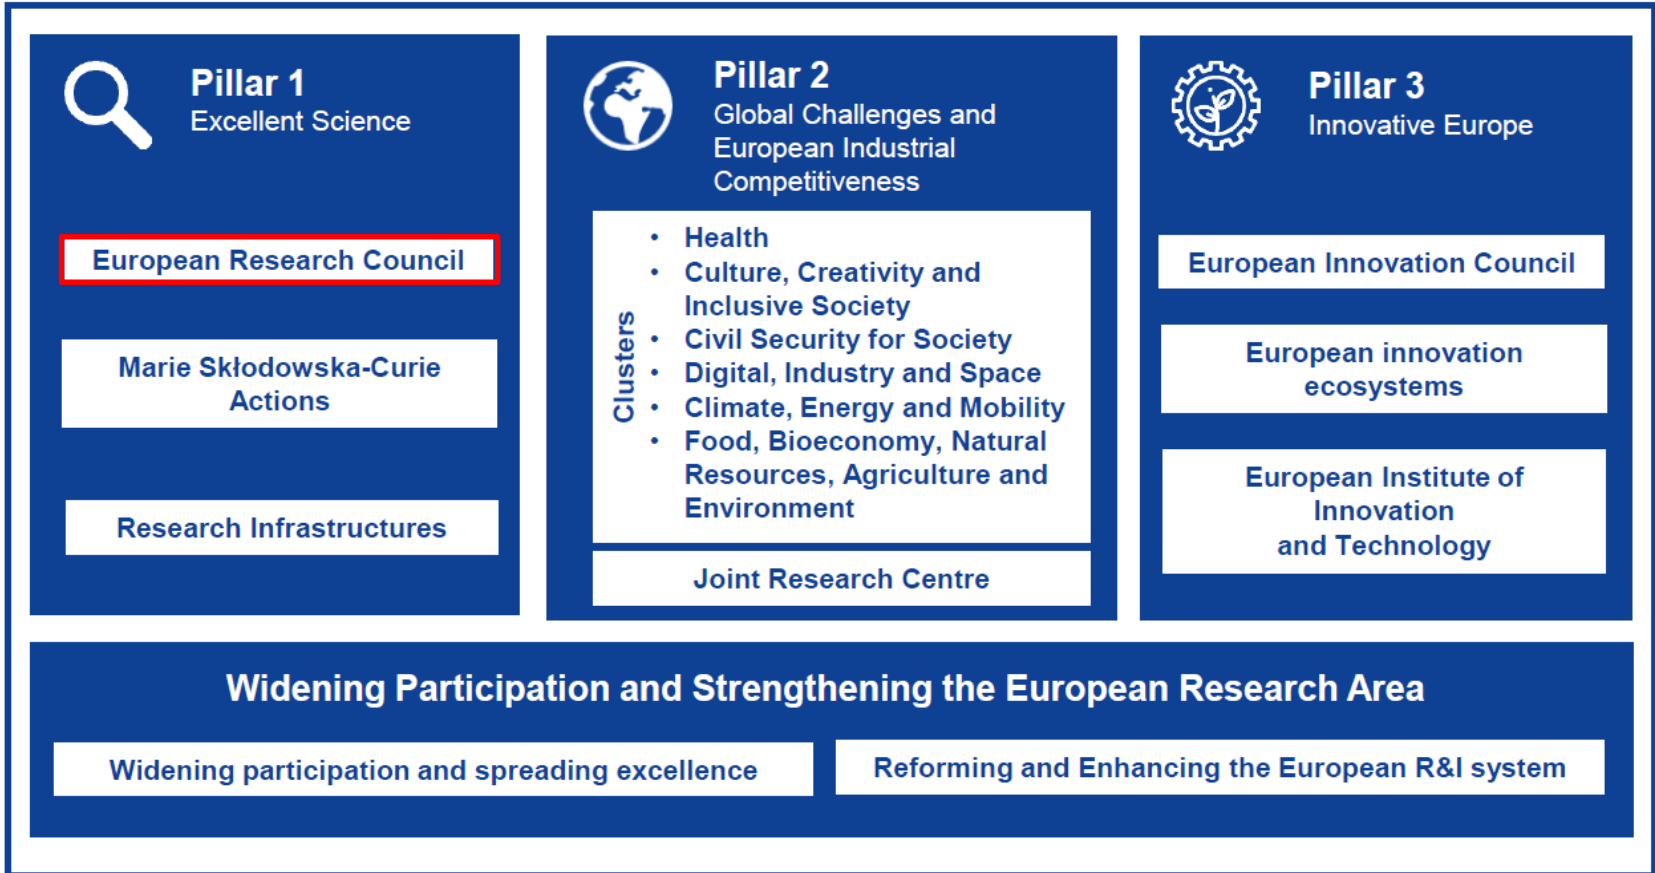 Pillar 1
Excellent Science
European Research Council
Marie Skłodowska-Curie
Actions
Research Infrastructures
Pillar 2
Global Challenges and
European Industrial
Competitiveness
Clusters
• Health
• Culture, Creativity and
Inclusive Society
• Civil Security for Society
• Digital, Industry and Space
• Climate, Energy and Mobility
• Food, Bioeconomy, Natural
Resources, Agriculture and
Environment
Joint Research Centre
Pillar 3
Innovative Europe
European Innovation Council
European innovation
ecosystems
European Institute of
Innovation
and Technology
Widening Participation and Strengthening the European Research Area
Widening participation and spreading excellence
Reforming and Enhancing the European R&I system